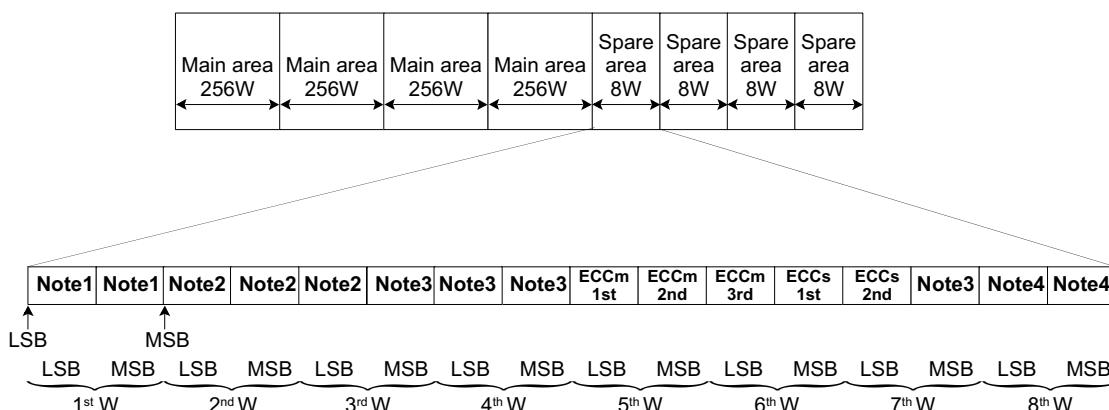 Main area 256W
Main area 256W
Main area 256W
Main area 256W
Spare area 8W
Spare area 8W
Spare area 8W
Spare area 8W
Note1 Note1 Note2 Note2 Note2 Note3 Note3 Note3 ECCm 1st ECCm 2nd ECCm 3rd ECCs 1st ECCs 2nd Note3 Note4 Note4
LSB MSB
LSB MSB LSB MSB LSB MSB LSB MSB LSB MSB LSB MSB LSB MSB LSB MSB
1st W 2nd W 3rd W 4th W 5th W 6th W 7th W 8th W